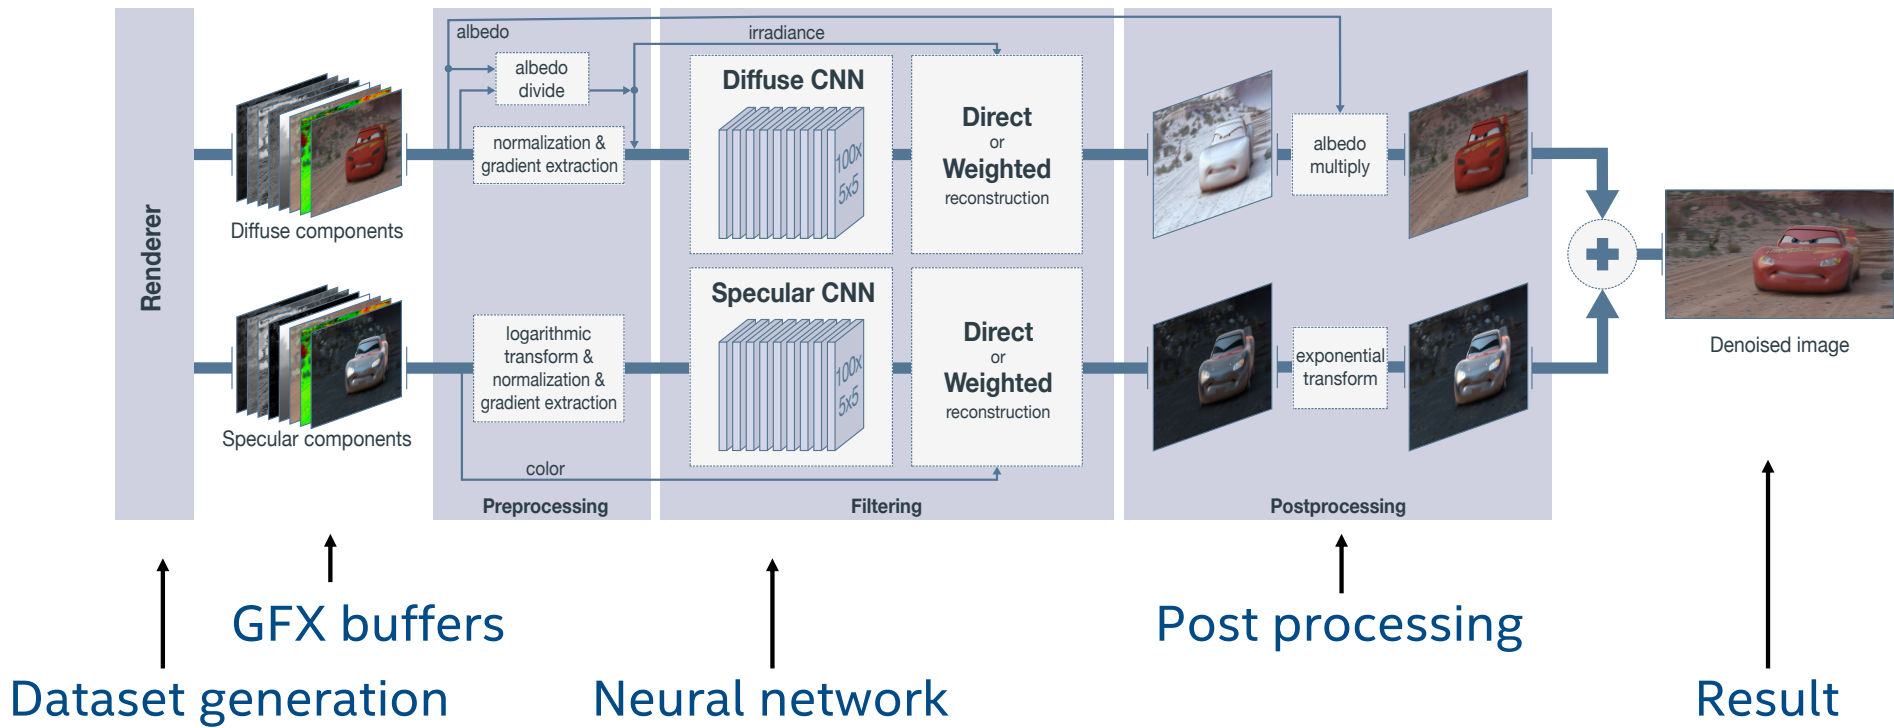 Renderer
Diffuse components
Specular components
albedo
albedo
divide
normalization &
gradient extraction
logarithmic
transform &
normalization &
gradient extraction
color
Preprocessing
irradiance
Diffuse CNN
100x
5x5
Direct
or
Weighted
reconstruction
Specular CNN
100x
5x5
Direct
or
Weighted
reconstruction
Filtering
albedo
multiply
exponential
transform
Postprocessing
Denoised image
GFX buffers
Post processing
Dataset generation
Neural network
Result